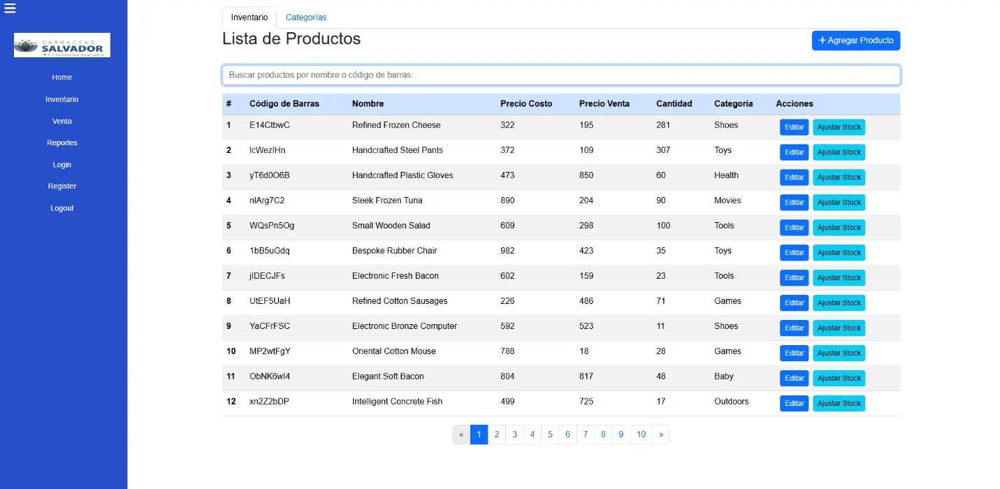 FARMACIAS
SALVADOR
Excelencia al mejor precio
Home
Inventario
Venta
Reportes
Login
Register
Logout
Inventario Categorías
Lista de Productos
+ Agregar Producto
Buscar productos por nombre o código de barras...
# Código de Barras Nombre Precio Costo Precio Venta Cantidad Categoría Acciones
1 E14CtbwC Refined Frozen Cheese 322 195 281 Shoes Editar Ajustar Stock
2 lcWezlHn Handcrafted Steel Pants 372 109 307 Toys Editar Ajustar Stock
3 yT6d0O6B Handcrafted Plastic Gloves 473 850 60 Health Editar Ajustar Stock
4 nlArg7C2 Sleek Frozen Tuna 890 204 90 Movies Editar Ajustar Stock
5 WQsPn5Og Small Wooden Salad 609 298 100 Tools Editar Ajustar Stock
6 1bB5uGdq Bespoke Rubber Chair 982 423 35 Toys Editar Ajustar Stock
7 jIDECJFs Electronic Fresh Bacon 602 159 23 Tools Editar Ajustar Stock
8 UtEF5UaH Refined Cotton Sausages 226 486 71 Games Editar Ajustar Stock
9 YaCFrFSC Electronic Bronze Computer 592 523 11 Shoes Editar Ajustar Stock
10 MP2wtFgY Oriental Cotton Mouse 788 18 28 Games Editar Ajustar Stock
11 ObNK6wI4 Elegant Soft Bacon 804 817 48 Baby Editar Ajustar Stock
12 xn2Z2bDP Intelligent Concrete Fish 499 725 17 Outdoors Editar Ajustar Stock
« 1 2 3 4 5 6 7 8 9 10 »